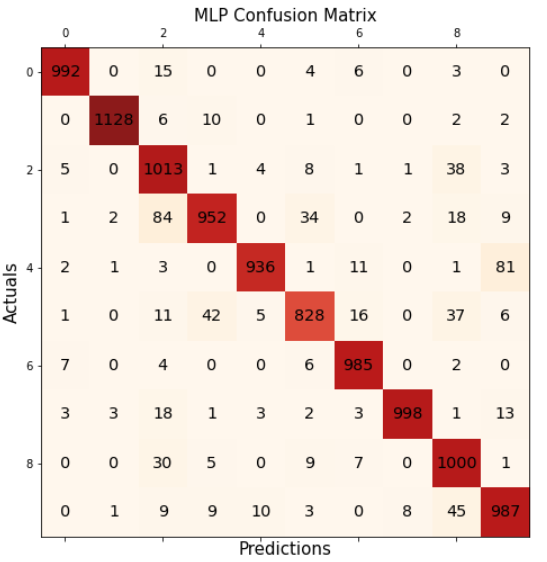 MLP Confusion Matrix
0 2 4 6 8
0 992 0 15 0 0 4 6 0 3 0
0 1128 6 10 0 1 0 0 2 2
2 5 0 1013 1 4 8 1 1 38 3
1 2 84 952 0 34 0 2 18 9
4 2 1 3 0 936 1 11 0 1 81
1 0 11 42 5 828 16 0 37 6
6 7 0 4 0 0 6 985 0 2 0
3 3 18 1 3 2 3 998 1 13
8 0 0 30 5 0 9 7 0 1000 1
0 1 9 9 10 3 0 8 45 987
Actuals
Predictions